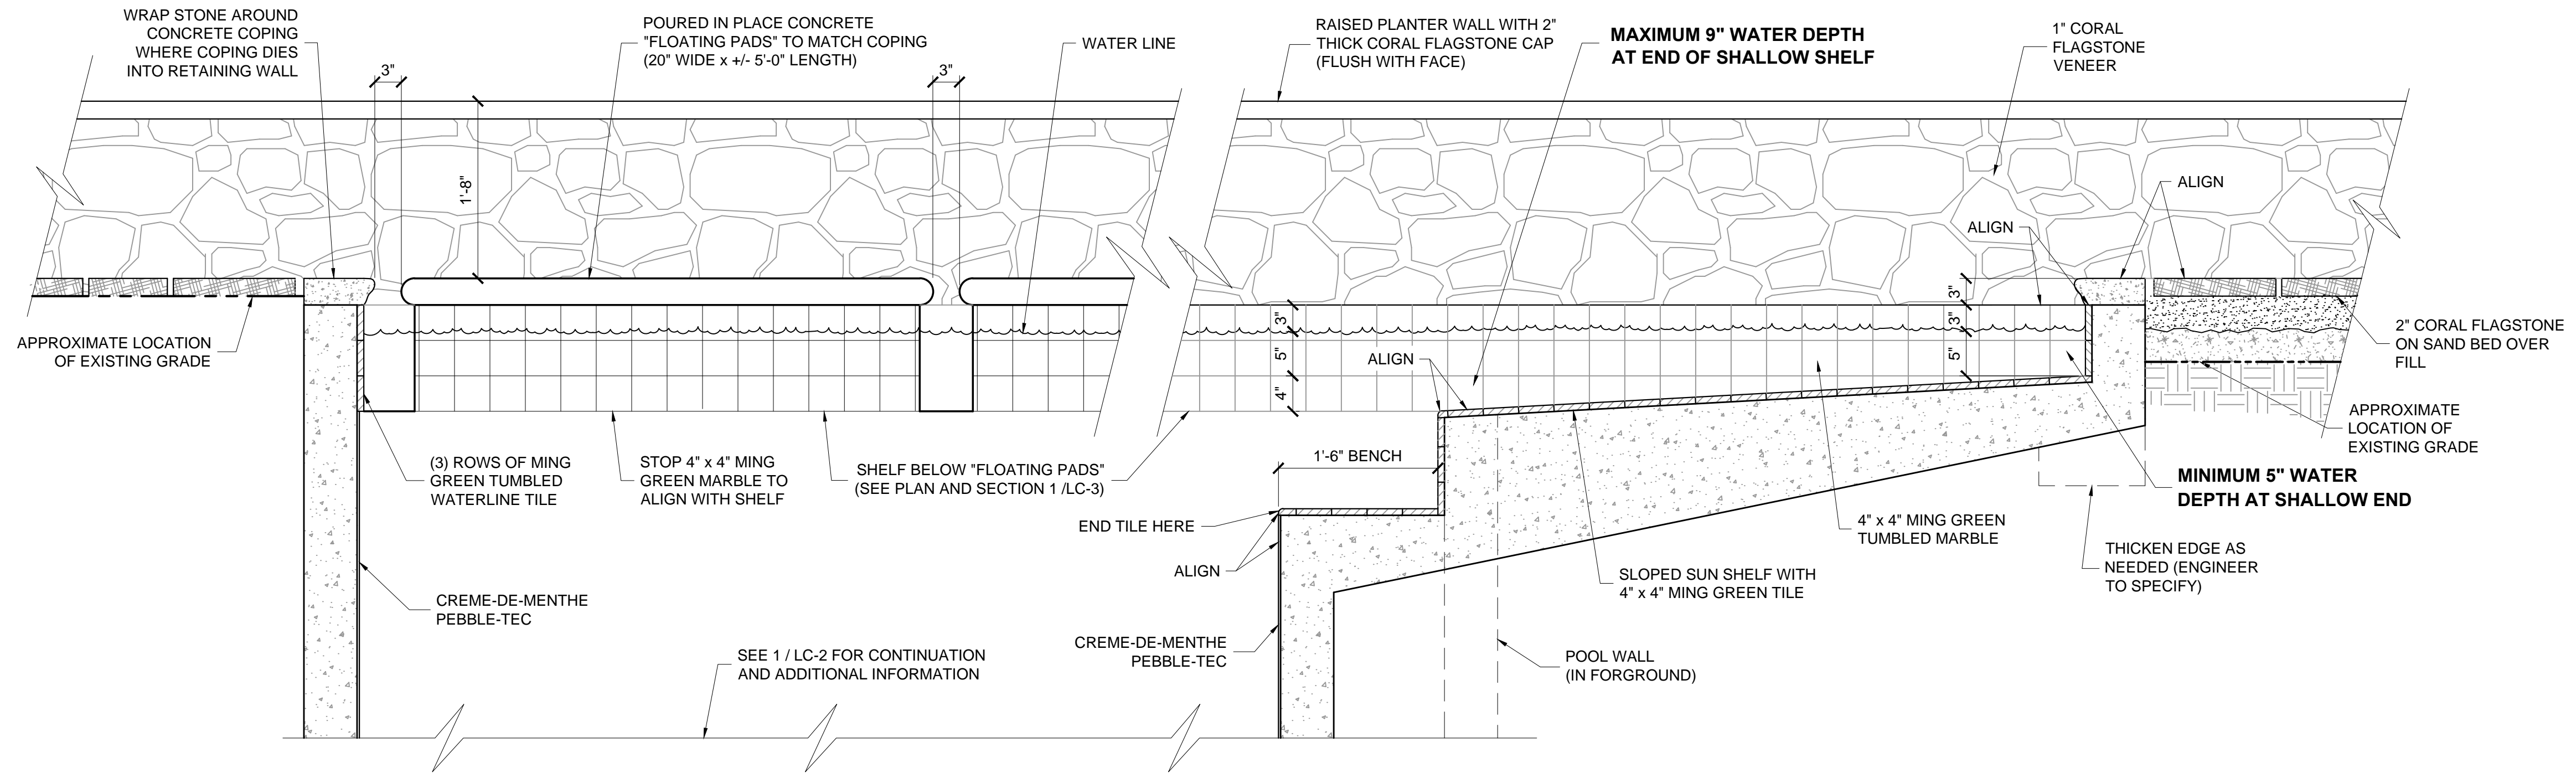 WRAP STONE AROUND
CONCRETE COPING
WHERE COPING DIES
INTO RETAINING WALL
3"
POURED IN PLACE CONCRETE
"FLOATING PADS" TO MATCH COPING
(20" WIDE x +/- 5'-0" LENGTH)
3"
WATER LINE
RAISED PLANTER WALL WITH 2"
THICK CORAL FLAGSTONE CAP
(FLUSH WITH FACE)
MAXIMUM 9" WATER DEPTH
AT END OF SHALLOW SHELF
1" CORAL
FLAGSTONE
VENEER
1'-8"
ALIGN
ALIGN
3"
3"
5"
3"
5"
4"
ALIGN
APPROXIMATE LOCATION
OF EXISTING GRADE
2" CORAL FLAGSTONE
ON SAND BED OVER
FILL
APPROXIMATE
LOCATION OF
EXISTING GRADE
(3) ROWS OF MING
GREEN TUMBLED
WATERLINE TILE
STOP 4" x 4" MING
GREEN MARBLE TO
ALIGN WITH SHELF
SHELF BELOW "FLOATING PADS"
(SEE PLAN AND SECTION 1 /LC-3)
1'-6" BENCH
END TILE HERE
ALIGN
MINIMUM 5" WATER
DEPTH AT SHALLOW END
4" x 4" MING GREEN
TUMBLED MARBLE
THICKEN EDGE AS
NEEDED (ENGINEER
TO SPECIFY)
SLOPED SUN SHELF WITH
4" x 4" MING GREEN TILE
CREME-DE-MENTHE
PEBBLE-TEC
SEE 1 / LC-2 FOR CONTINUATION
AND ADDITIONAL INFORMATION
CREME-DE-MENTHE
PEBBLE-TEC
POOL WALL
(IN FORGROUND)